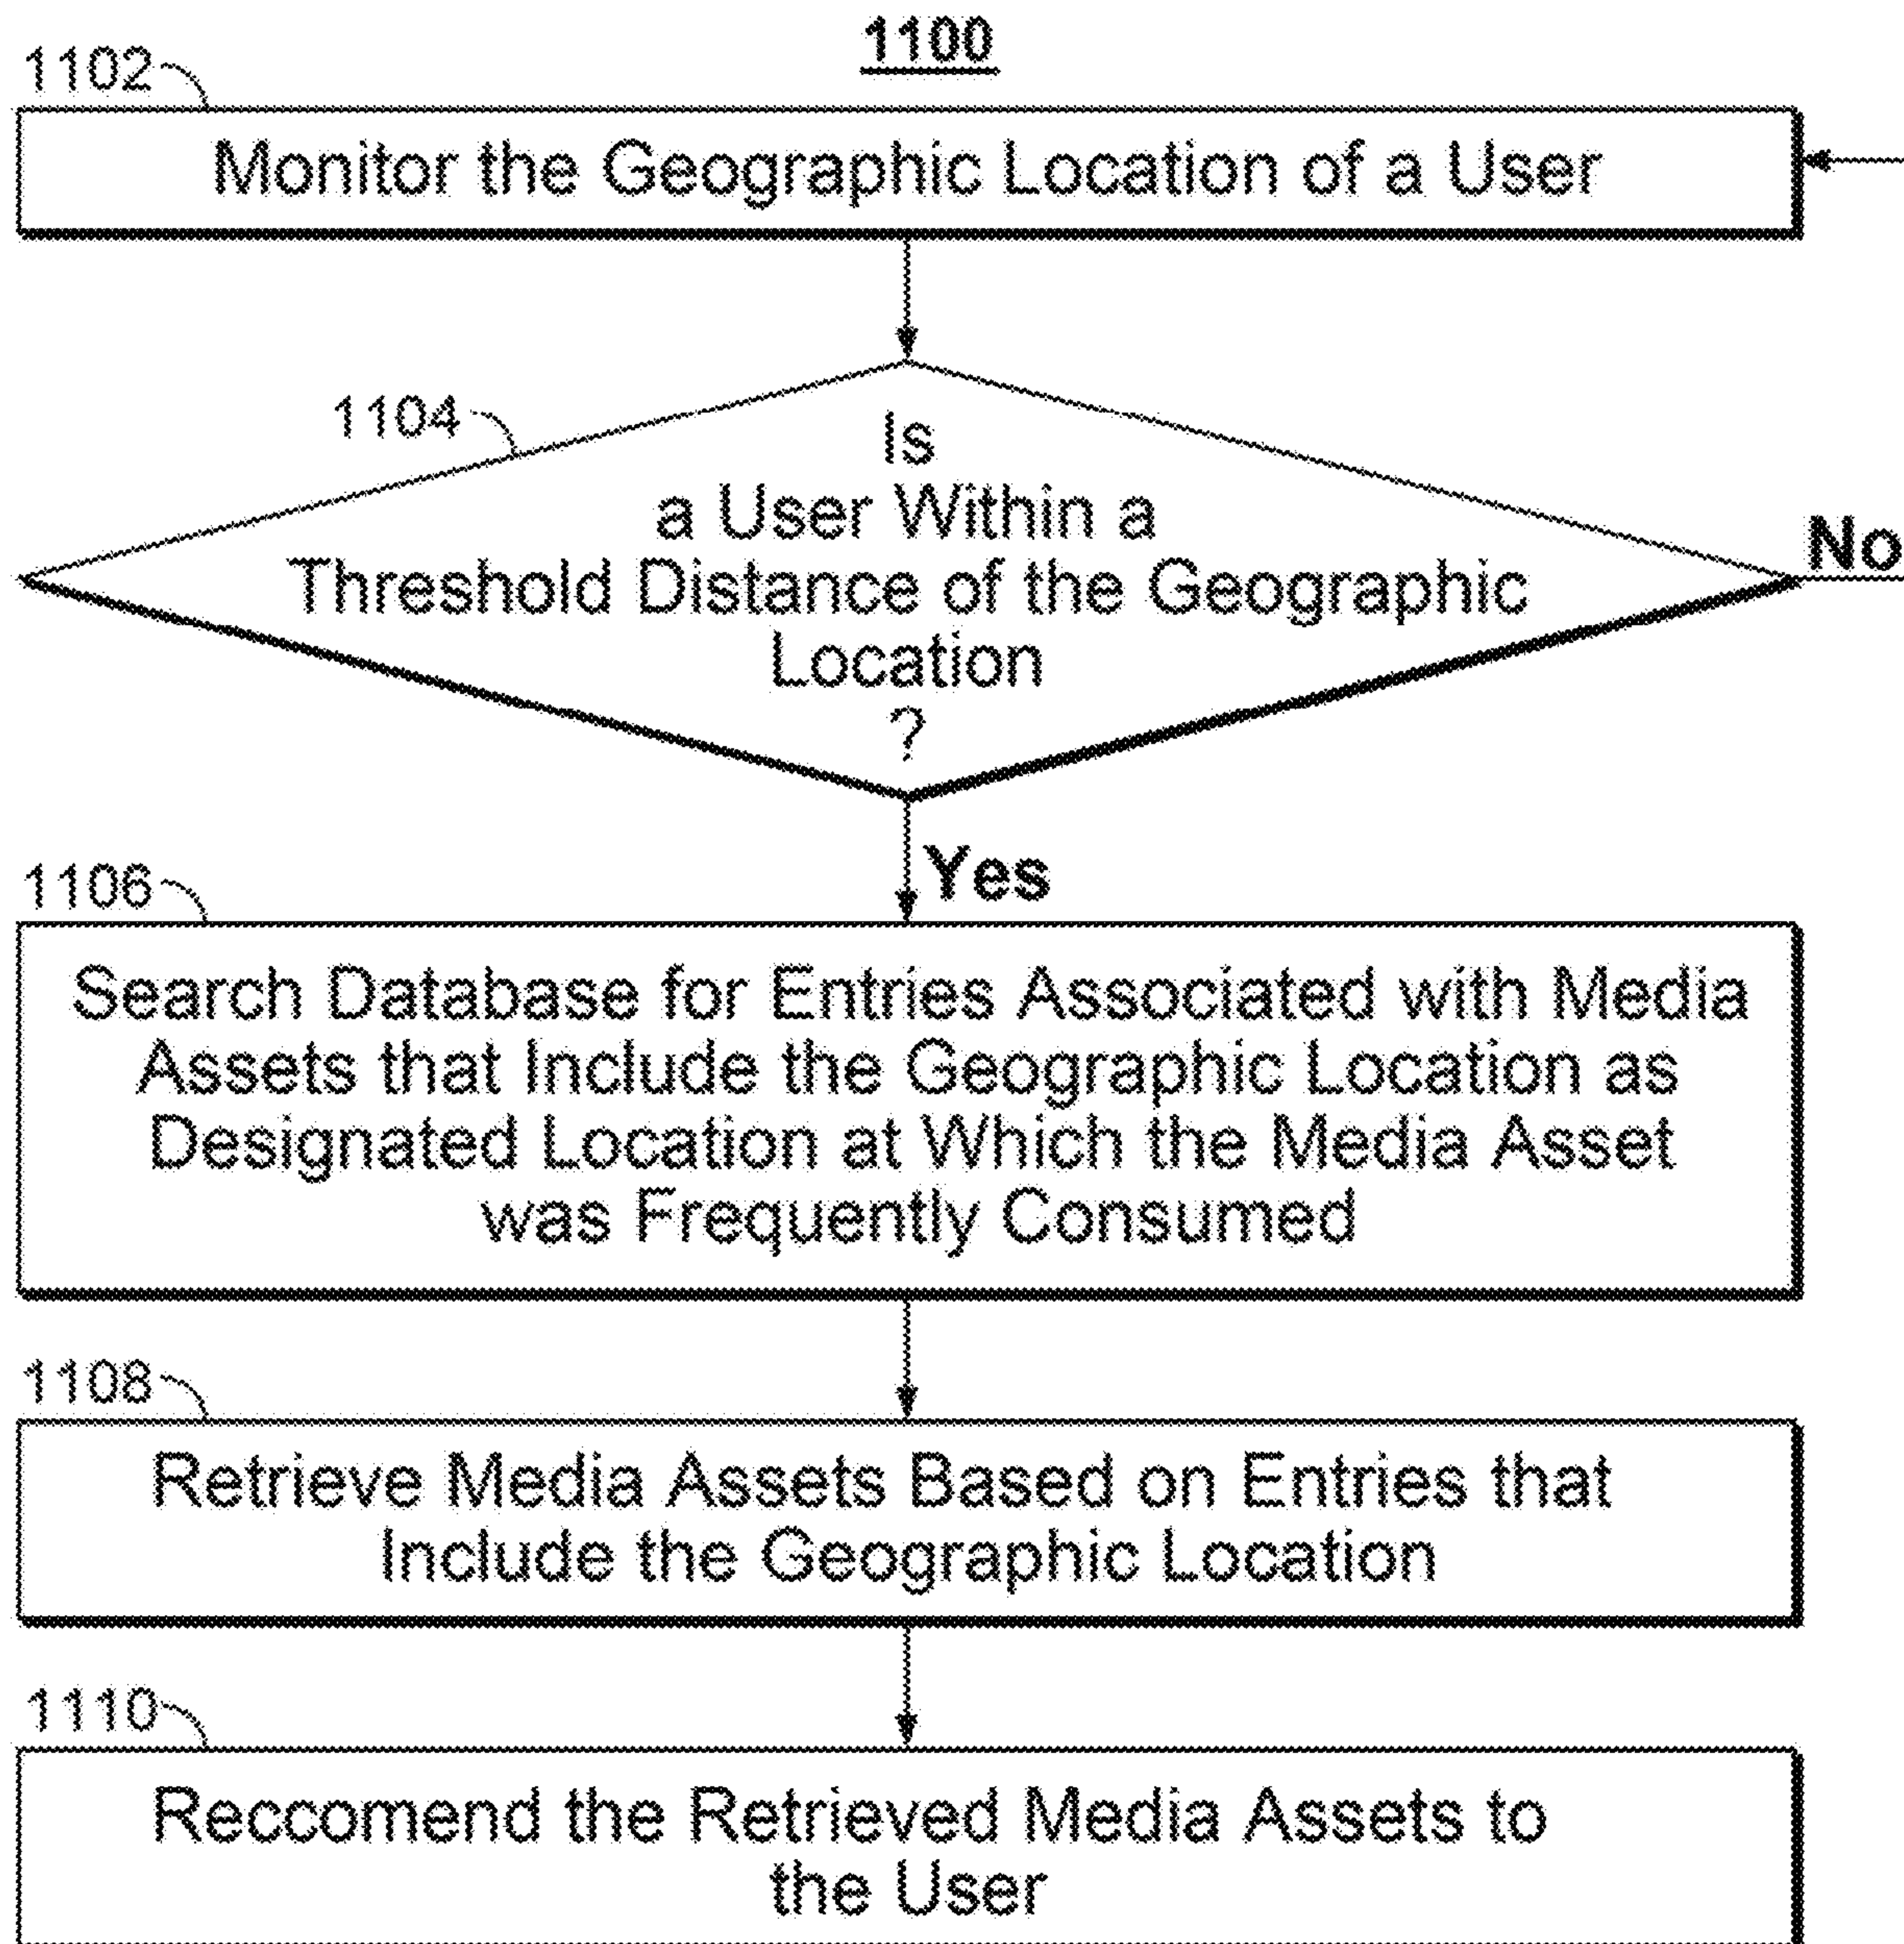 1100
1102
Monitor the Geographic Location of a User
1104
Is
a User Within a
Threshold Distance of the Geographic
Location
?
No
Yes
1106
Search Database for Entries Associated with Media
Assets that Include the Geographic Location as
Designated Location at Which the Media Asset
was Frequently Consumed
1108
Retrieve Media Assets Based on Entries that
Include the Geographic Location
1110
Reccomend the Retrieved Media Assets to
the User